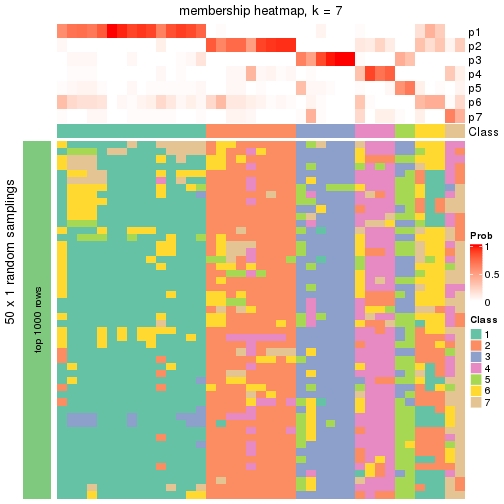 membership heatmap, k = 7
p1
p2
p3
p4
p5
p6
p7
Class
50 x 1 random samplings
top 1000 rows
Prob
1
0.5
0
Class
1
2
3
4
5
6
7